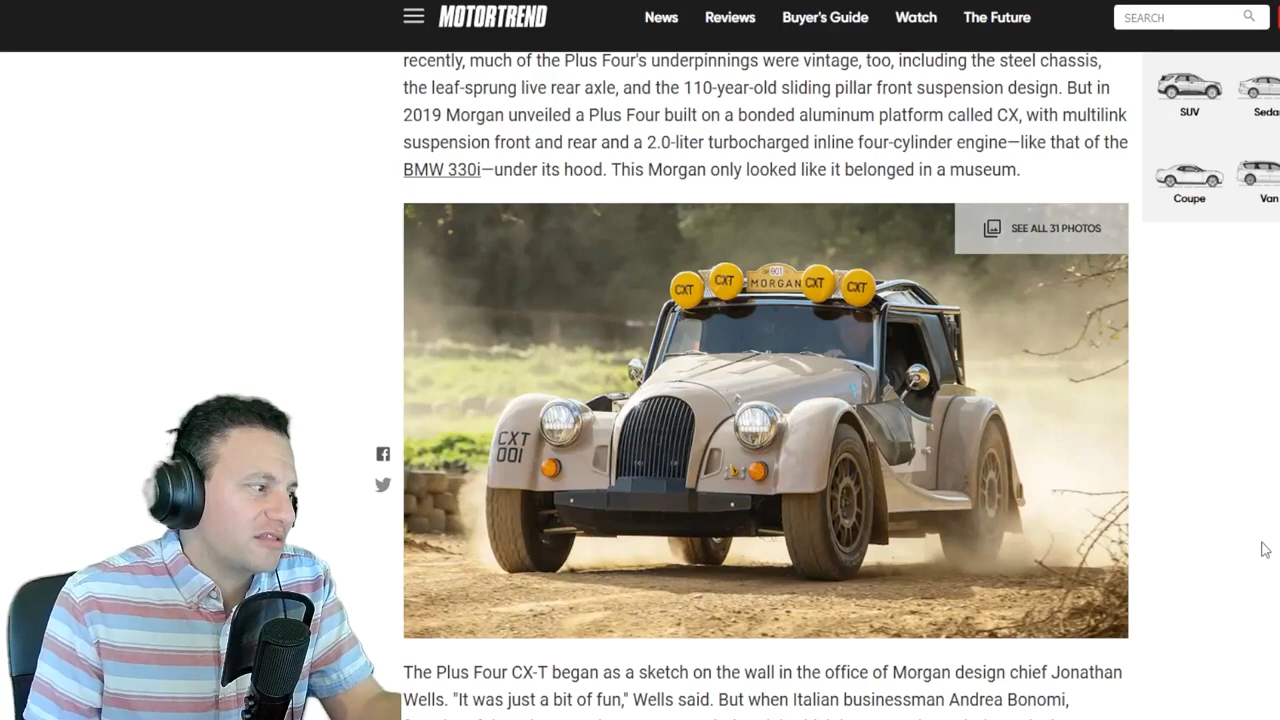 MOTORTREND
News Reviews Buyer's Guide Watch The Future
SEARCH
recently, much of the Plus Four's underpinnings were vintage, too, including the steel chassis,
the leaf-sprung live rear axle, and the 110-year-old sliding pillar front suspension design. But in
2019 Morgan unveiled a Plus Four built on a bonded aluminum platform called CX, with multilink
suspension front and rear and a 2.0-liter turbocharged inline four-cylinder engine—like that of the
BMW 330i—under its hood. This Morgan only looked like it belonged in a museum.
SUV
Coupe
Van
SEE ALL 31 PHOTOS
CXT CXT 001 MORGAN CXT CXT
CXT
001
The Plus Four CX-T began as a sketch on the wall in the office of Morgan design chief Jonathan
Wells. "It was just a bit of fun," Wells said. But when Italian businessman Andrea Bonomi,